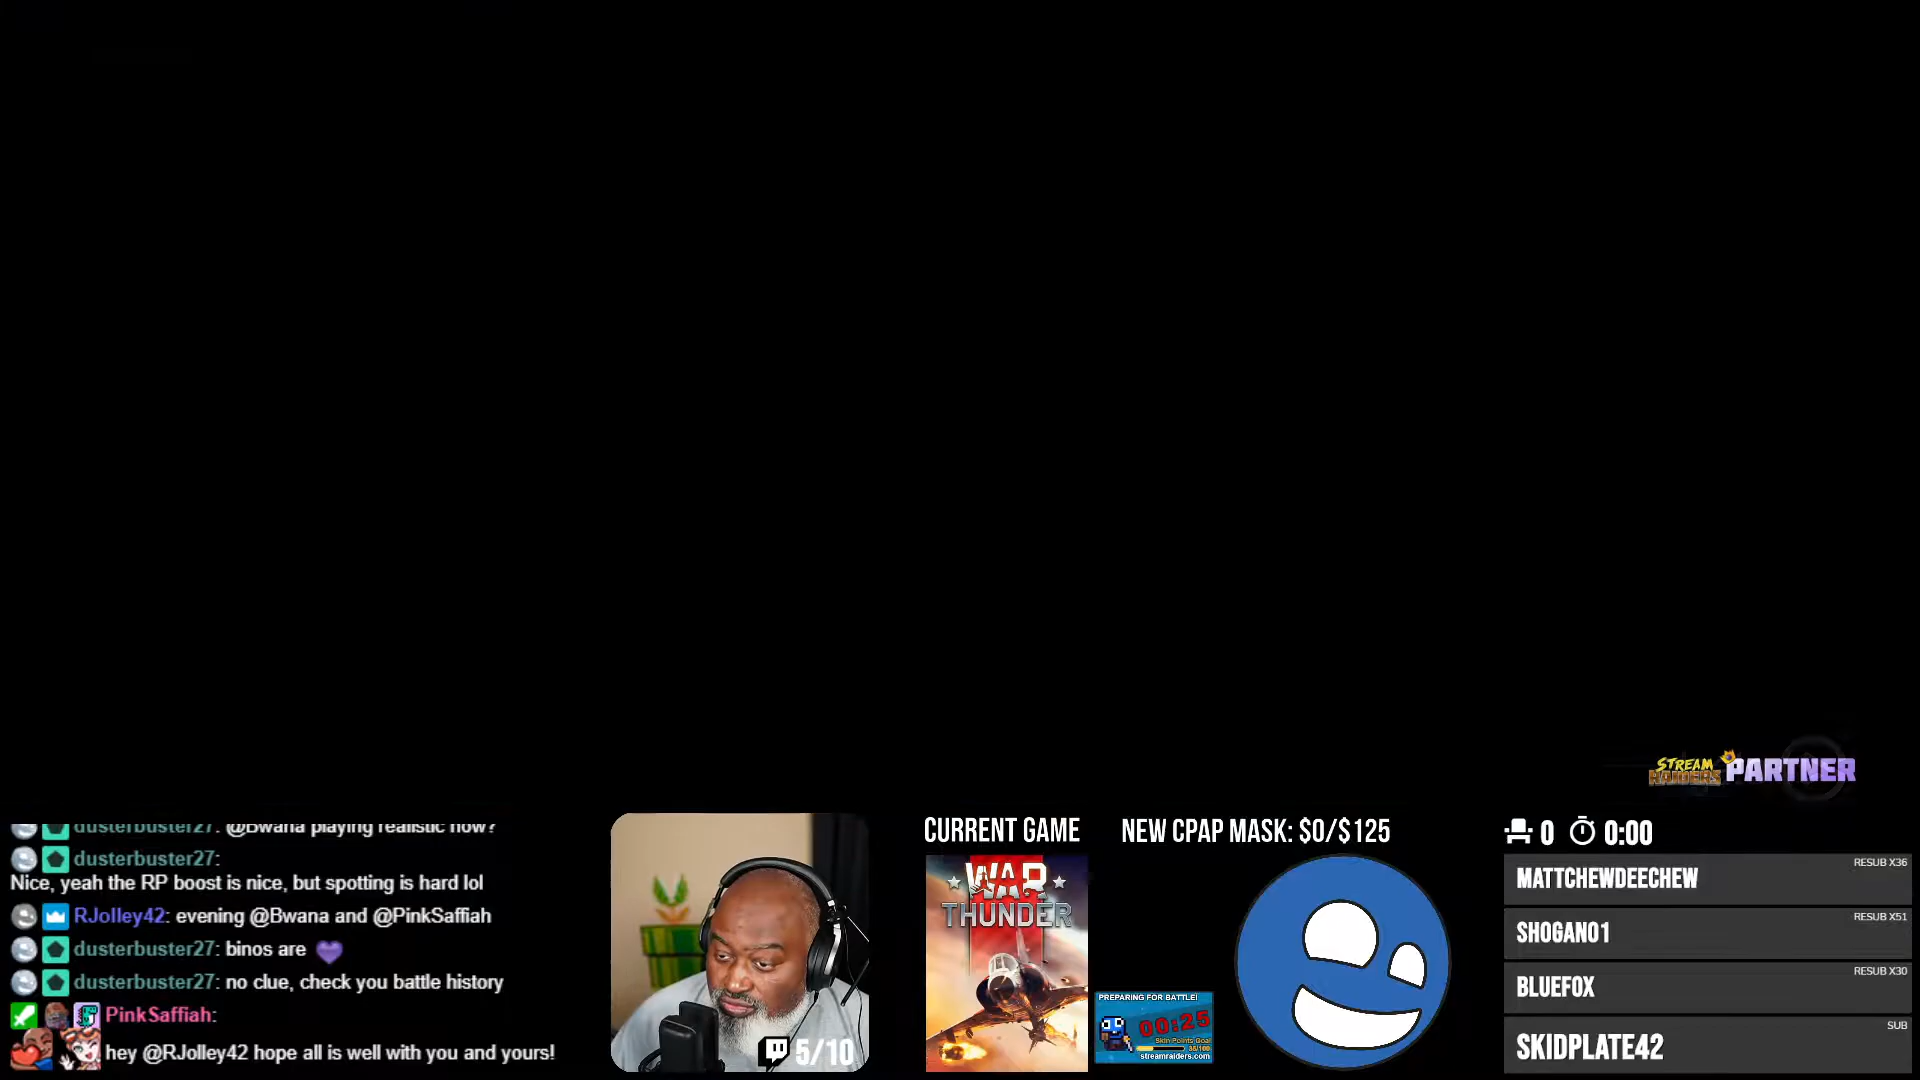 STREAM RAIDERS PARTNER
dusterbuster27: @Bwana playing realistic now?
dusterbuster27:
Nice, yeah the RP boost is nice, but spotting is hard lol
RJolley42: evening @Bwana and @PinkSaffiah
dusterbuster27: binos are
dusterbuster27: no clue, check you battle history
PinkSaffiah:
hey @RJolley42 hope all is well with you and yours!
5/10
CURRENT GAME
WAR
THUNDER
NEW CPAP MASK: $0/$125
PREPARING FOR BATTLE!
00:25
Skin Points Goal
streamraiders.com
0 0:00
RESUB X36
MATTCHEWDEECHEW
RESUB X51
SHOGAN01
RESUB X30
BLUEFOX
SUB
SKIDPLATE42